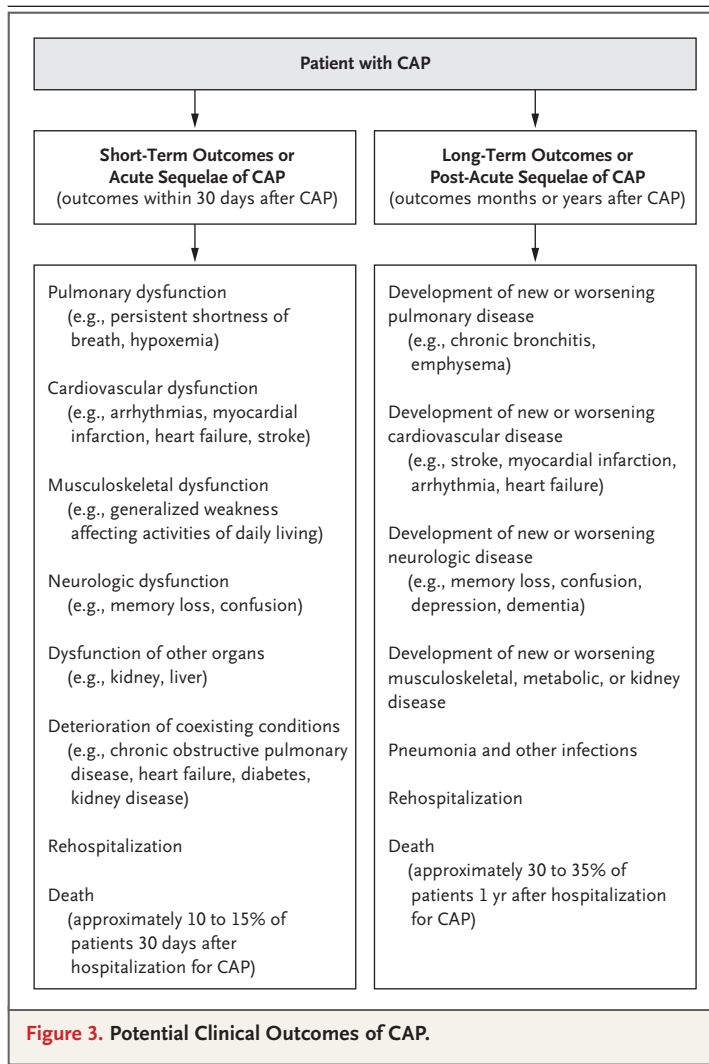 Patient with CAP
Short-Term Outcomes or
Acute Sequelae of CAP
(outcomes within 30 days after CAP)
Long-Term Outcomes or
Post-Acute Sequelae of CAP
(outcomes months or years after CAP)
Pulmonary dysfunction
(e.g., persistent shortness of
breath, hypoxemia)
Cardiovascular dysfunction
(e.g., arrhythmias, myocardial
infarction, heart failure, stroke)
Musculoskeletal dysfunction
(e.g., generalized weakness
affecting activities of daily living)
Neurologic dysfunction
(e.g., memory loss, confusion)
Dysfunction of other organs
(e.g., kidney, liver)
Deterioration of coexisting conditions
(e.g., chronic obstructive pulmonary
disease, heart failure, diabetes,
kidney disease)
Rehospitalization
Death
(approximately 10 to 15% of
patients 30 days after
hospitalization for CAP)
Development of new or worsening
pulmonary disease
(e.g., chronic bronchitis,
emphysema)
Development of new or worsening
cardiovascular disease
(e.g., stroke, myocardial infarction,
arrhythmia, heart failure)
Development of new or worsening
neurologic disease
(e.g., memory loss, confusion,
depression, dementia)
Development of new or worsening
musculoskeletal, metabolic, or kidney
disease
Pneumonia and other infections
Rehospitalization
Death
(approximately 30 to 35% of
patients 1 yr after hospitalization
for CAP)
Figure 3. Potential Clinical Outcomes of CAP.